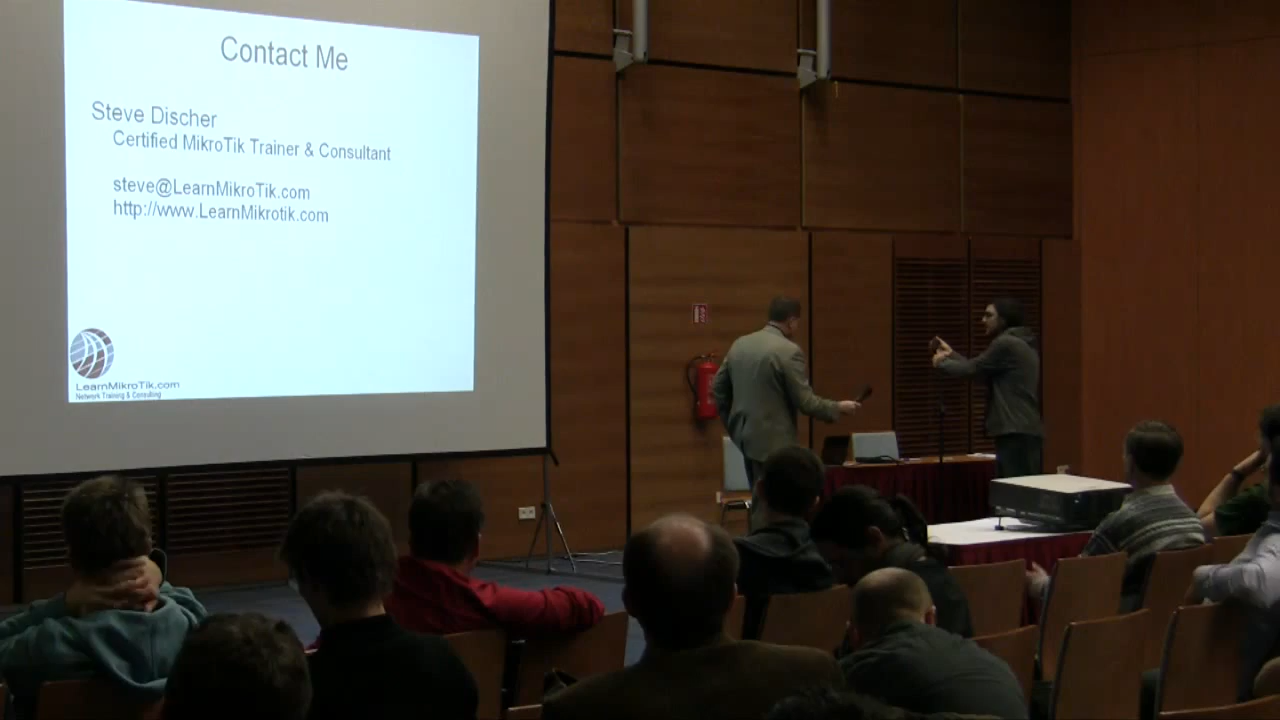 Contact Me
Steve Discher
Certified MikroTik Trainer & Consultant
steve@LearnMikroTik.com
http://www.LearnMikrotik.com
LearnMikroTik.com
Network Training & Consulting